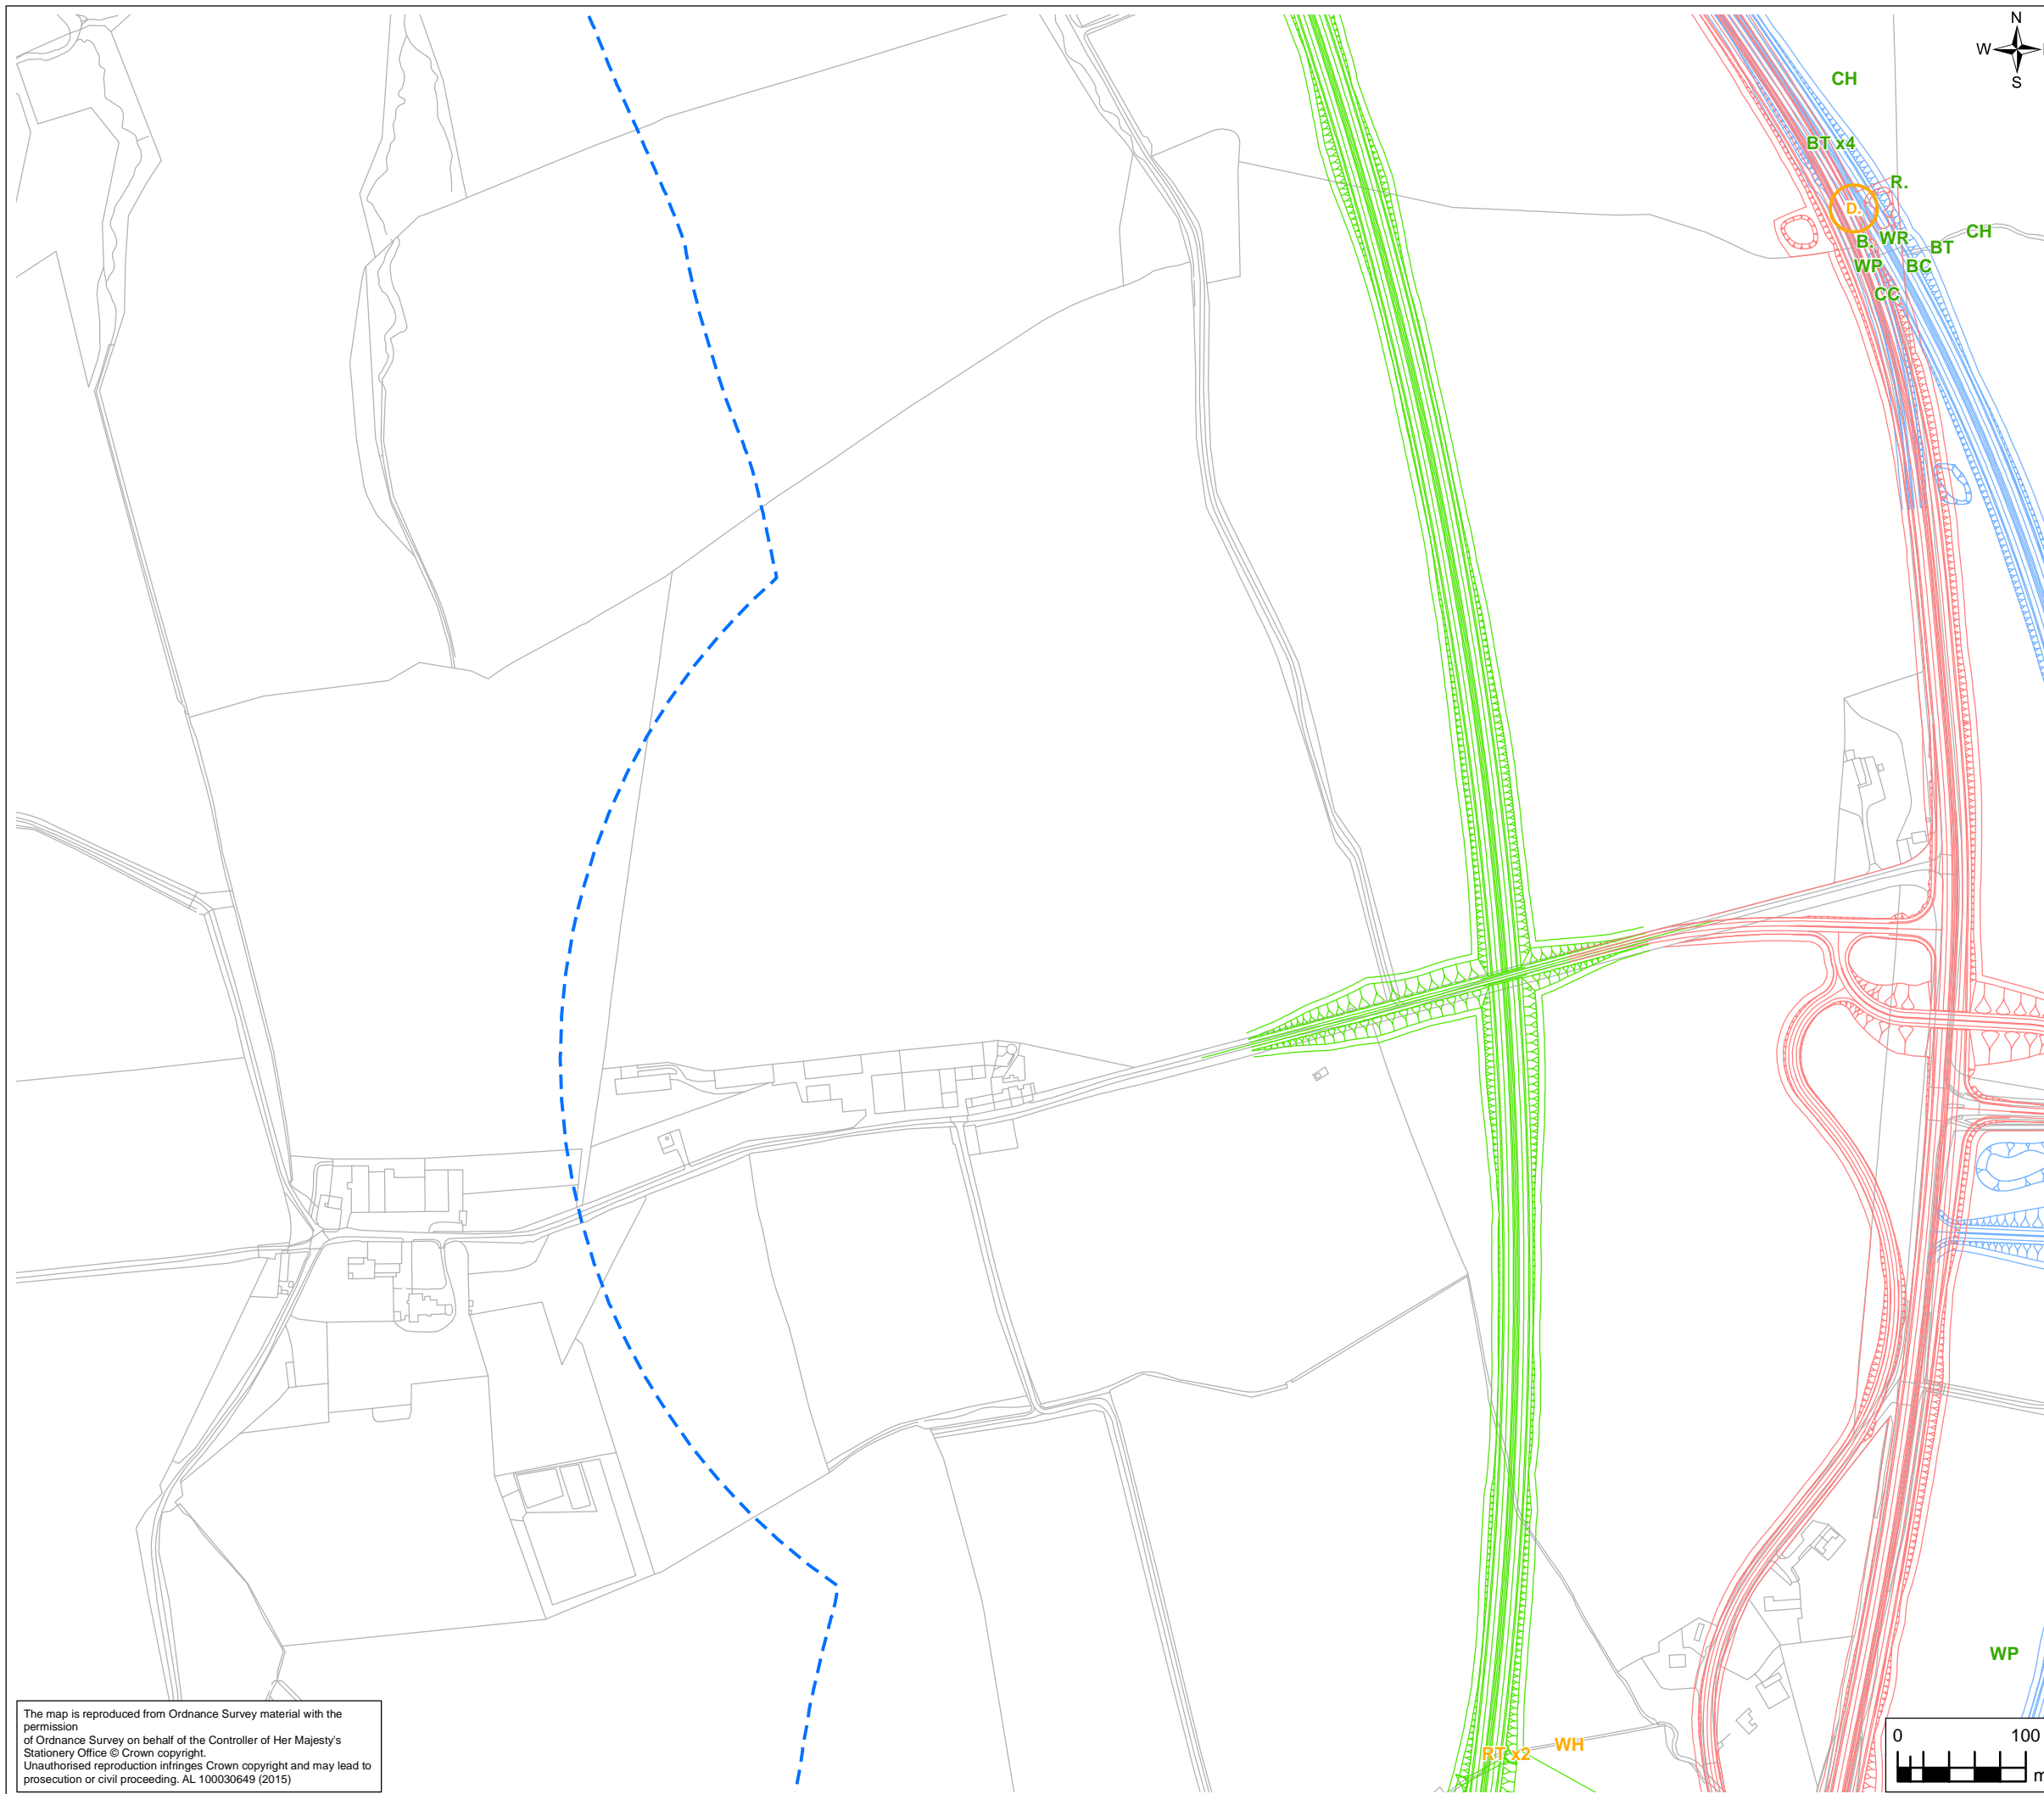 N
W
S
CH
BT x4
R.
D.
CH
B. WR
BT
WP
BC
CC
WP
WH
RT x2
The map is reproduced from Ordnance Survey material with the
permission
of Ordnance Survey on behalf of the Controller of Her Majesty's
Stationery Office © Crown copyright.
Unauthorised reproduction infringes Crown copyright and may lead to
prosecution or civil proceeding. AL 100030649 (2015)
0 100
m